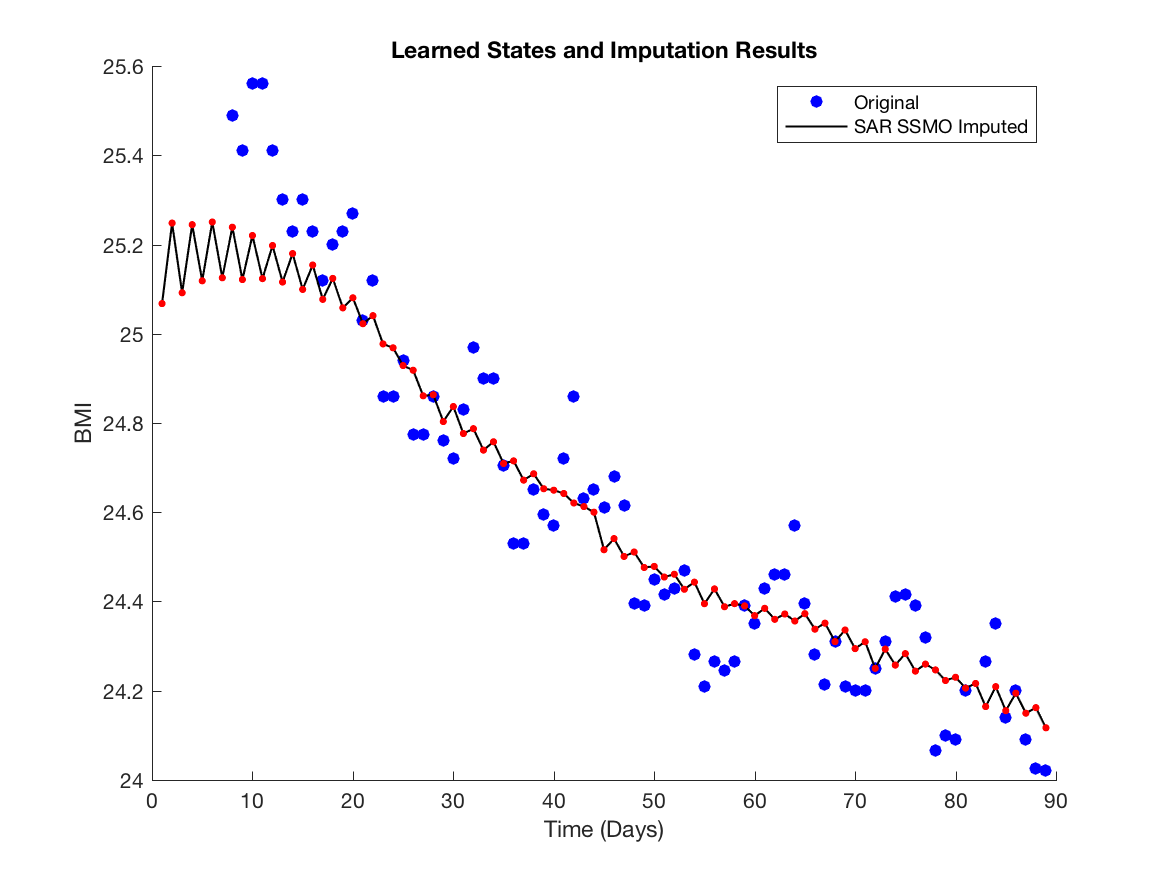 Learned States and Imputation Results
Original
SAR SSMO Imputed
25.6
25.4
25.2
25
24.8
24.6
24.4
24.2
24
BMI
0 10 20 30 40 50 60 70 80 90
Time (Days)